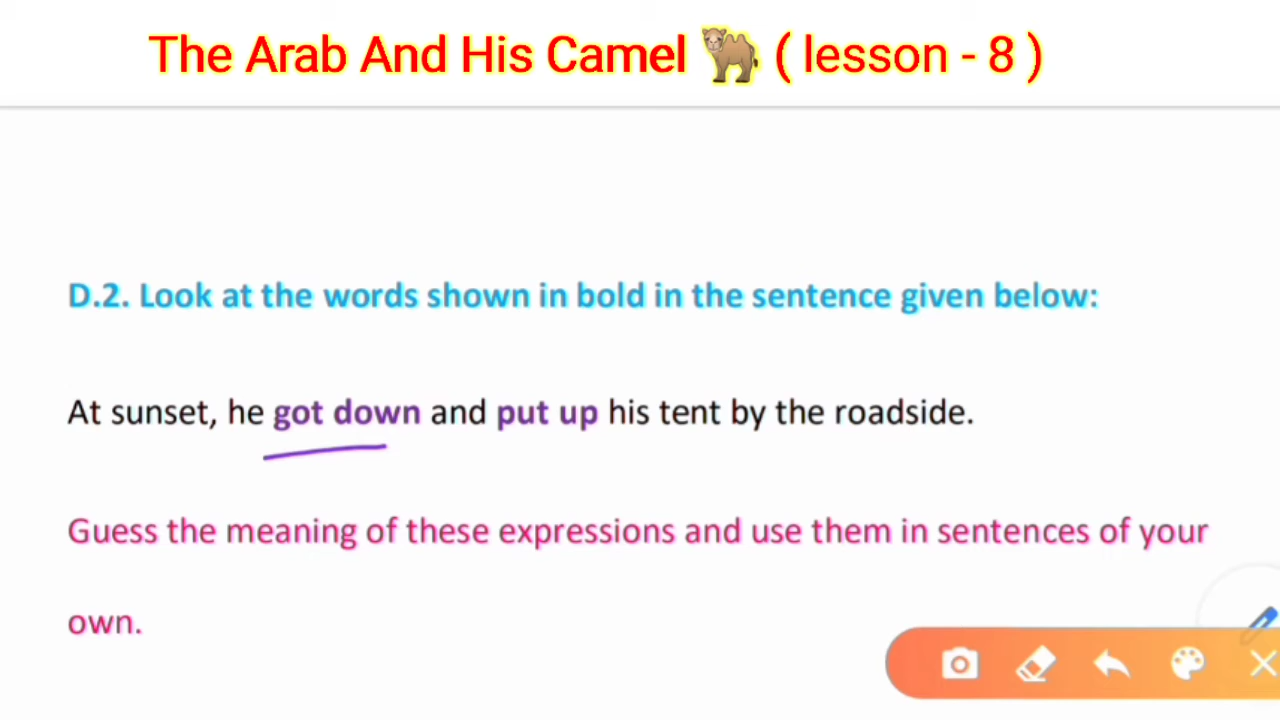 The Arab And His Camel 🐫 ( lesson - 8 )
D.2. Look at the words shown in bold in the sentence given below:
At sunset, he got down and put up his tent by the roadside.
Guess the meaning of these expressions and use them in sentences of your
own.